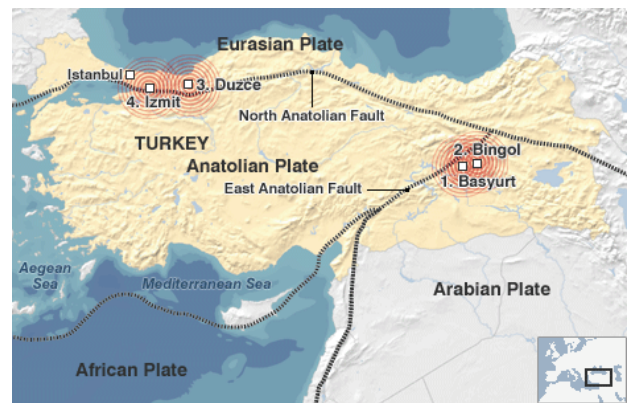 Eurasian Plate
Istanbul
3. Duzce
4. Izmit
North Anatolian Fault
TURKEY
Anatolian Plate
2. Bingol
East Anatolian Fault
1. Basyurt
Aegean
Sea
Mediterranean Sea
Arabian Plate
African Plate